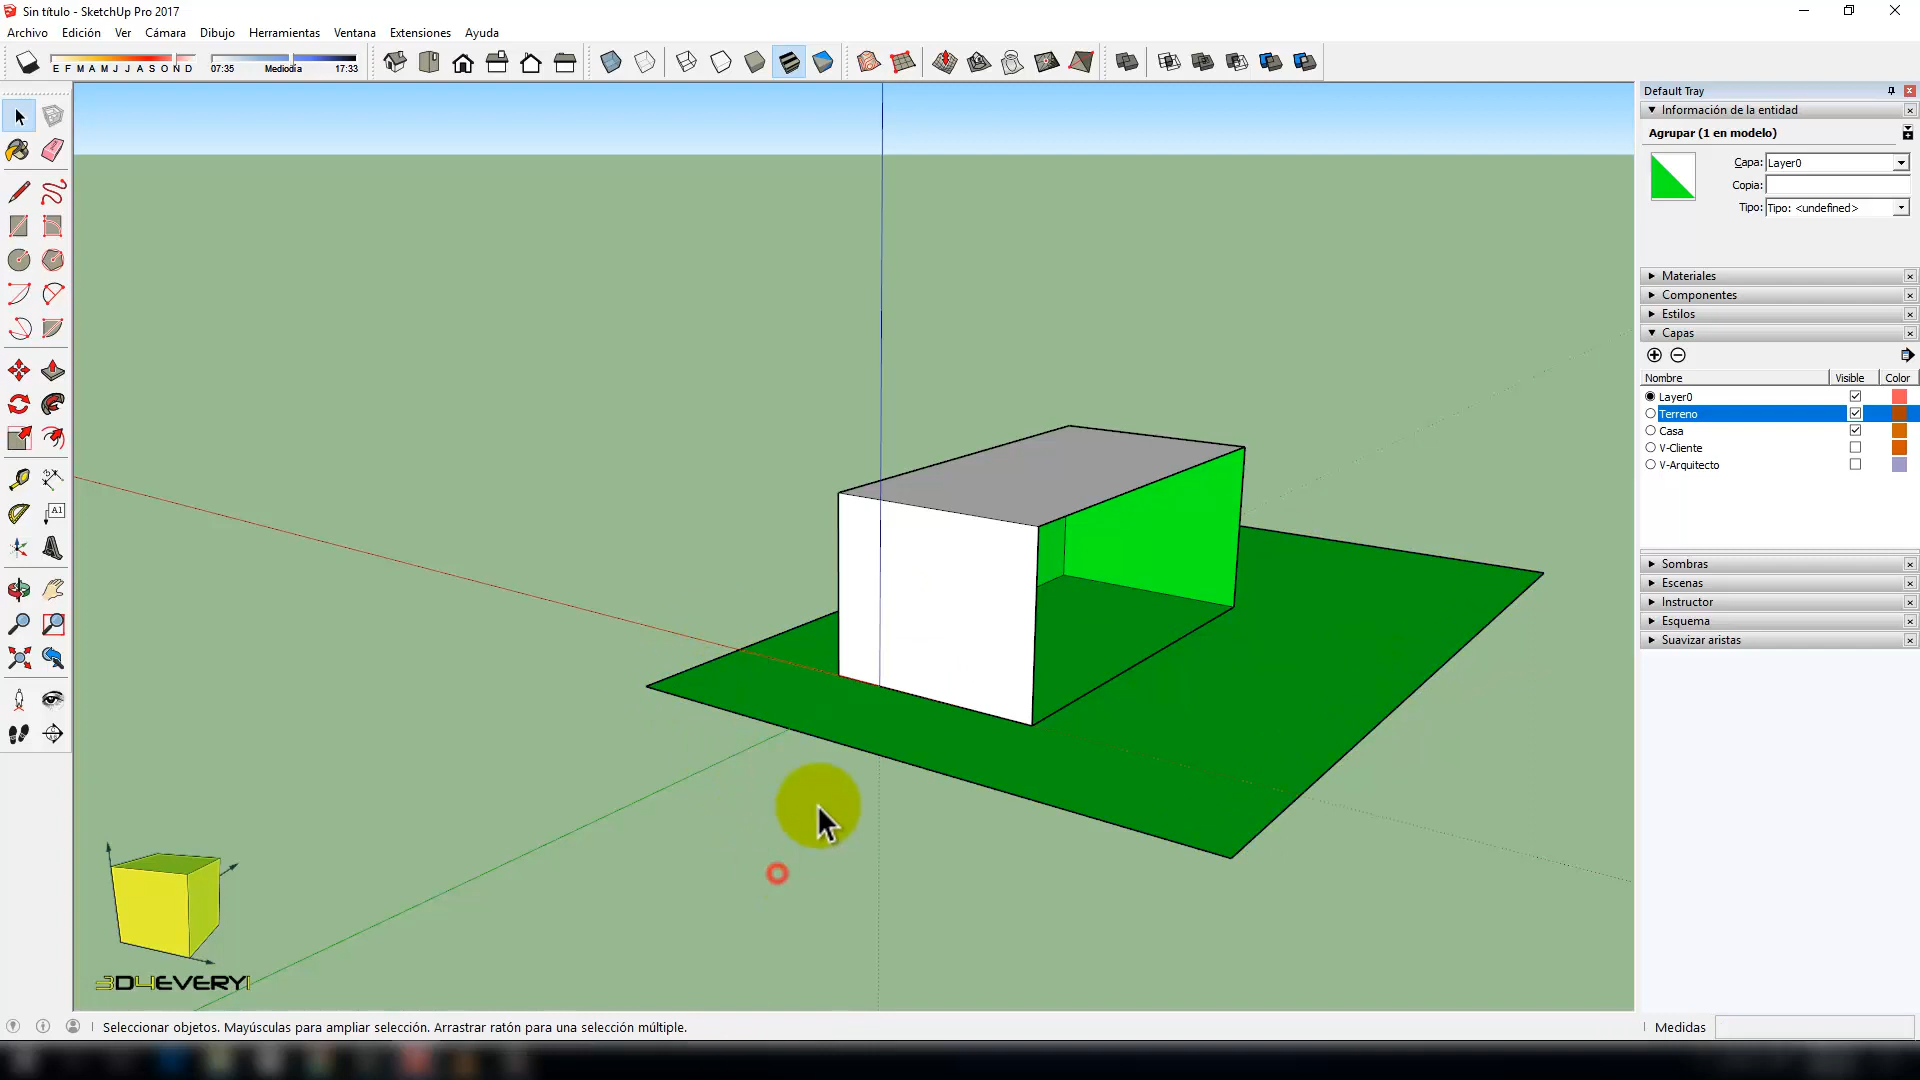 Sin título - SketchUp Pro 2017
Archivo Edición Ver Cámara Dibujo Herramientas Ventana Extensiones Ayuda
E F M A M J J A S O N D
07:35 Mediodía 17:33
Default Tray
Información de la entidad
Agrupar (1 en modelo)
Capa: Layer0
Copia:
Tipo: Tipo: <undefined>
Materiales
Componentes
Estilos
Capas
Nombre Visible Color
Layer0
Terreno
Casa
V-Cliente
V-Arquitecto
Sombras
Escenas
Instructor
Esquema
Suavizar aristas
A1
3D4EVERY1
Seleccionar objetos. Mayúsculas para ampliar selección. Arrastrar ratón para una selección múltiple.
Medidas